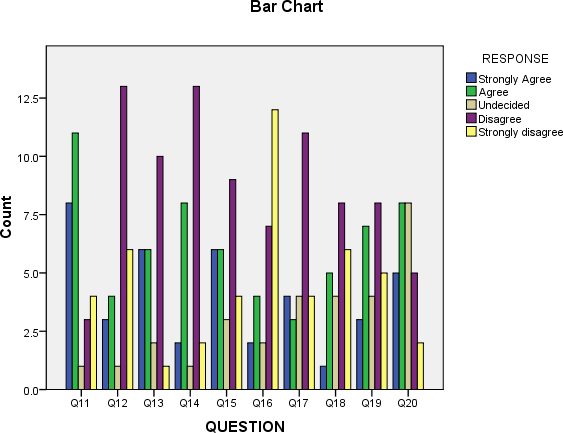 Bar Chart
RESPONSE
Strongly Agree
Agree
Undecided
Disagree
Strongly disagree
12.5
10.0
7.5
5.0
2.5
0.0
Count
Q11 Q12 Q13 Q14 Q15 Q16 Q17 Q18 Q19 Q20
QUESTION